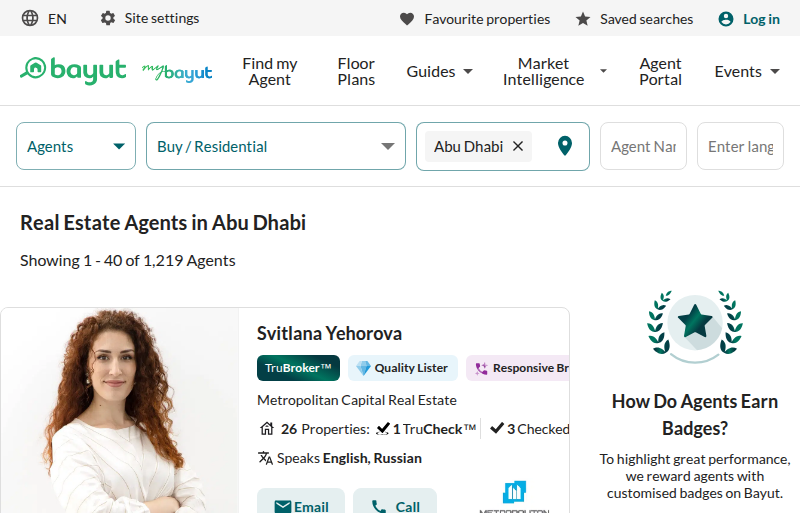 EN Site settings Favourite properties Saved searches Log in
bayut mybayut Find my Agent Floor Plans Guides Market Intelligence Agent Portal Events
Agents Buy / Residential Abu Dhabi Agent Nar Enter lang
Real Estate Agents in Abu Dhabi
Showing 1 - 40 of 1,219 Agents
Svitlana Yehorova
TruBroker™ Quality Lister Responsive Br
Metropolitan Capital Real Estate
26 Properties: 1 TruCheck™ 3 Checked
Speaks English, Russian
Email Call
METROPOLITAN
How Do Agents Earn
Badges?
To highlight great performance,
we reward agents with
customised badges on Bayut.